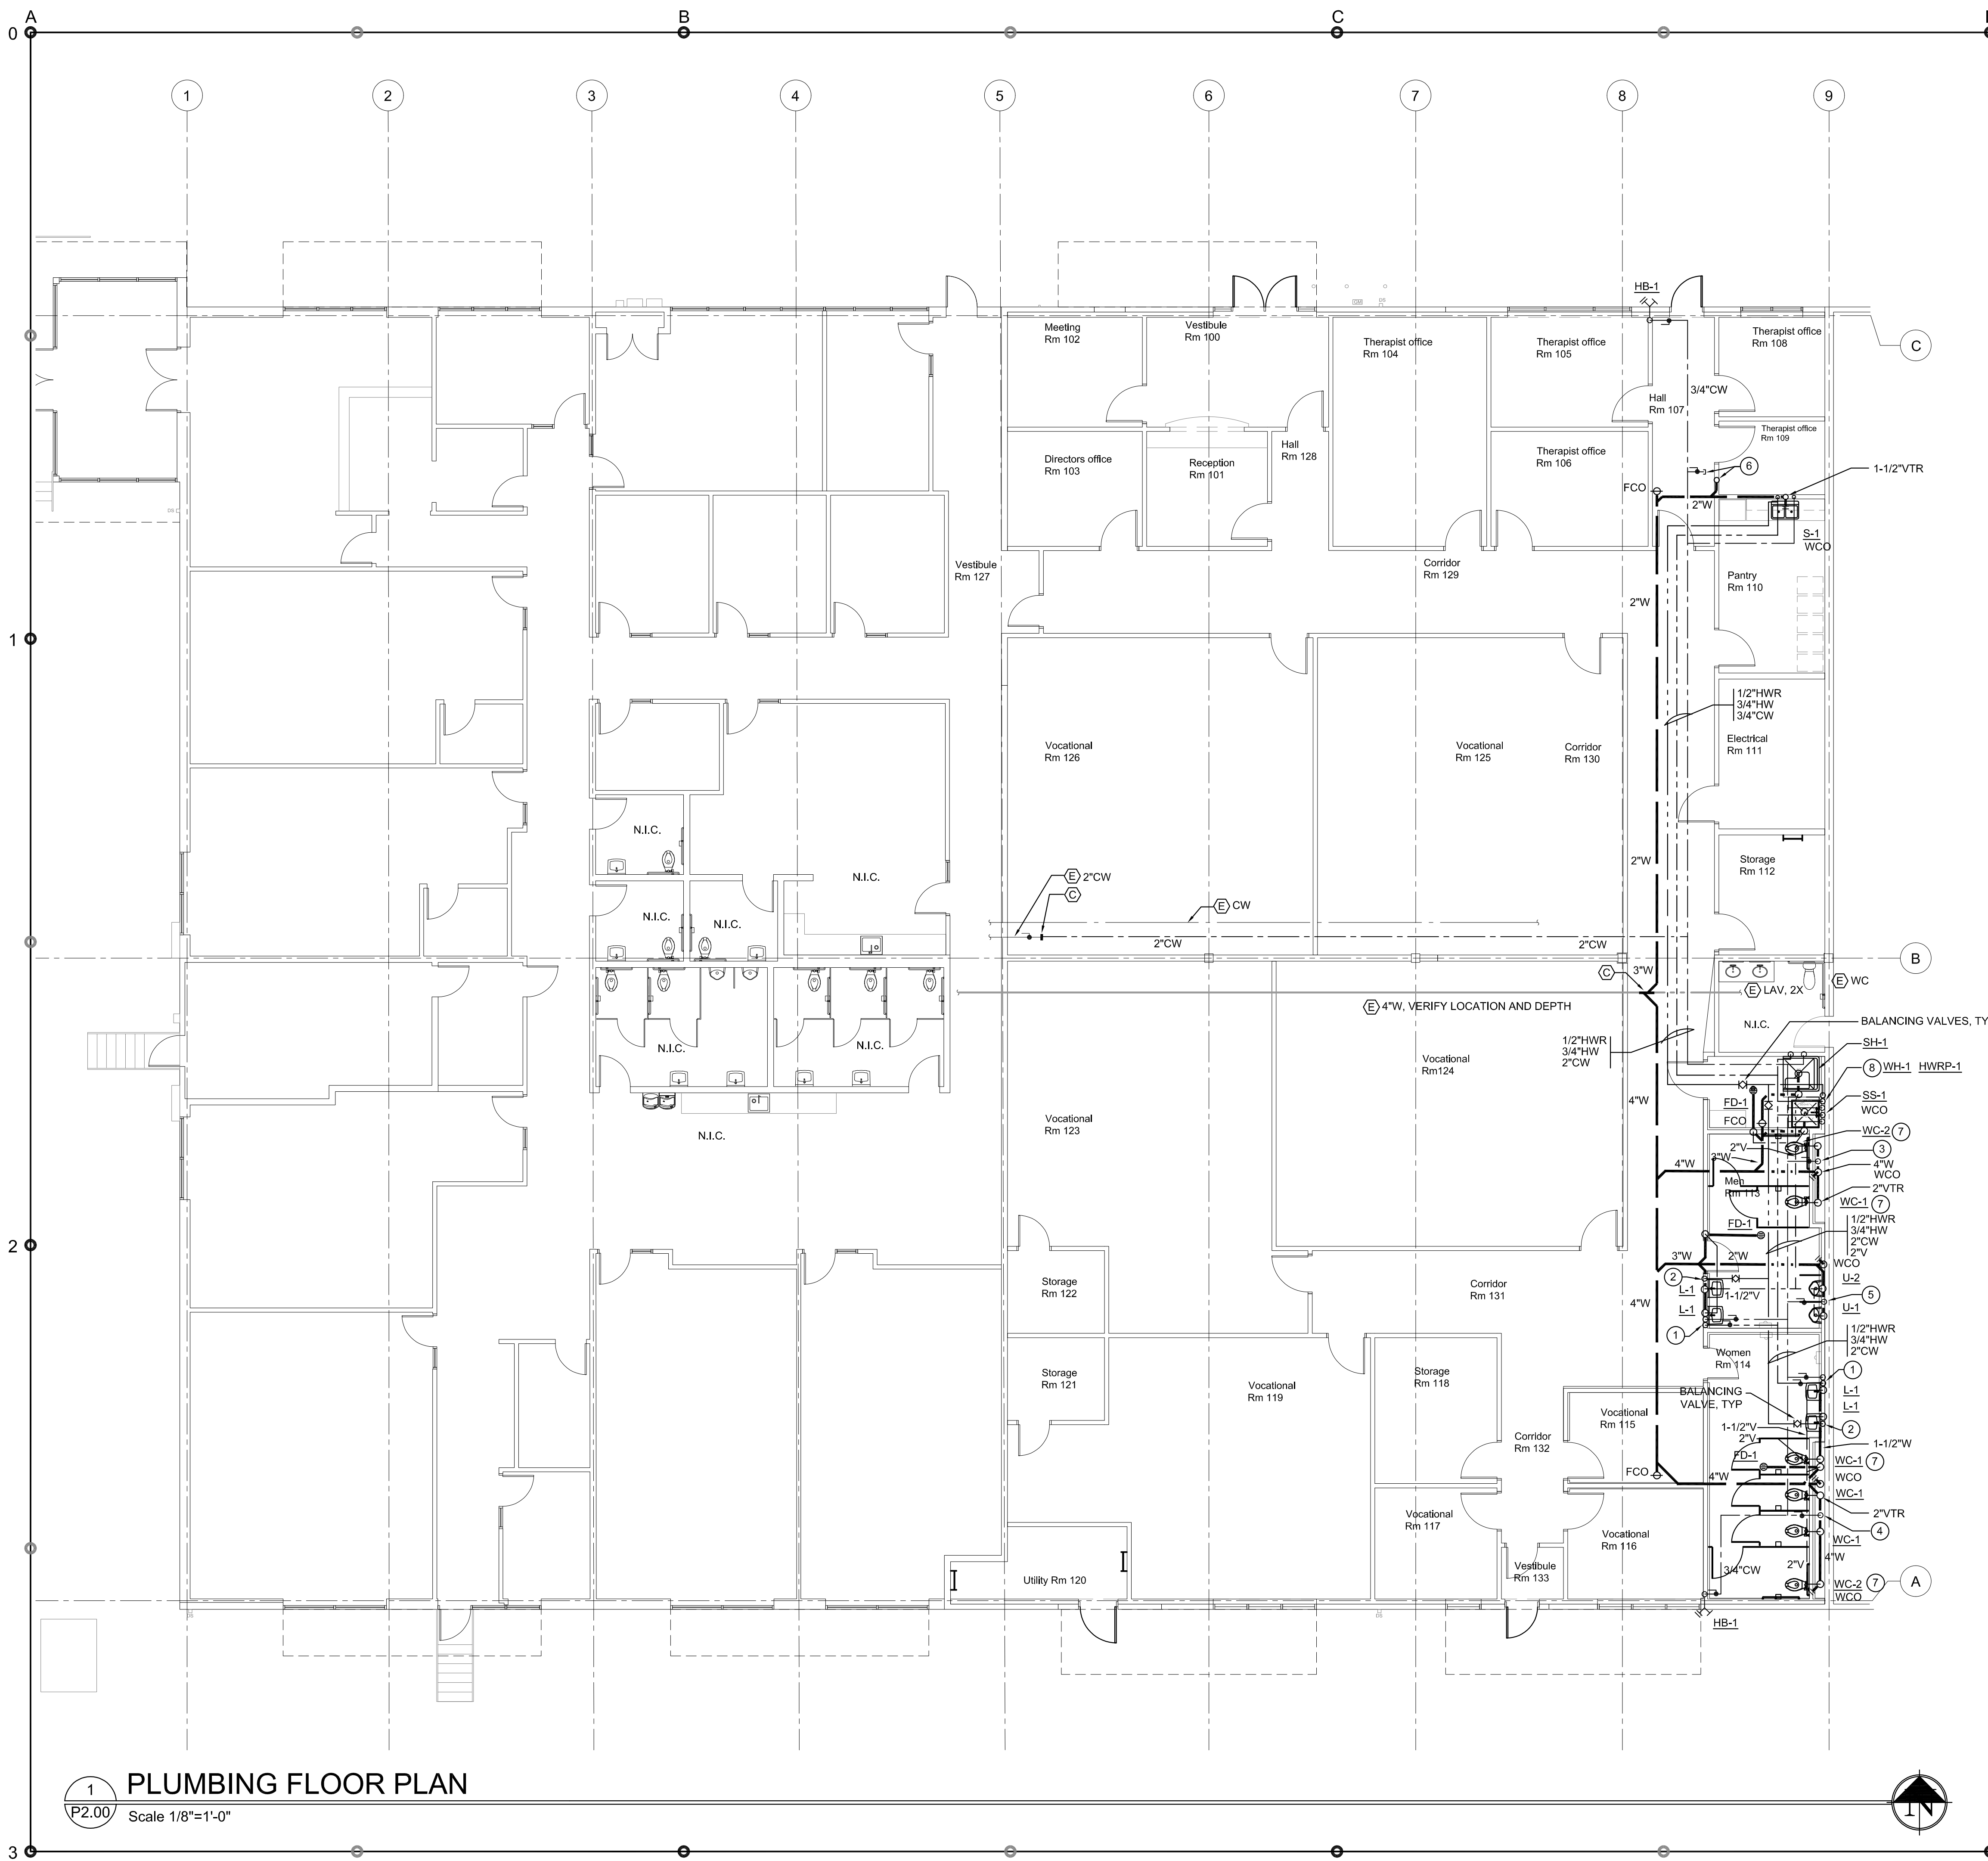 A
B
C
0
1
2
3
4
5
6
7
8
9
HB-1
GM
DS
Meeting
Rm 102
Vestibule
Rm 100
Therapist office
Rm 104
Therapist office
Rm 105
Therapist office
Rm 108
C
3/4"CW
Hall
Rm 107
Therapist office
Rm 109
Directors office
Rm 103
Reception
Rm 101
Hall
Rm 128
Therapist office
Rm 106
6
1-1/2"VTR
FCO
2"W
DS
S-1
WCO
Vestibule
Rm 127
Corridor
Rm 129
Pantry
Rm 110
2"W
1
1/2"HWR
3/4"HW
3/4"CW
Vocational
Rm 126
Vocational
Rm 125
Corridor
Rm 130
Electrical
Rm 111
N.I.C.
2"W
Storage
Rm 112
N.I.C.
E 2"CW
C
E CW
N.I.C.
N.I.C.
2"CW
2"CW
B
C
3"W
E WC
E LAV, 2X
E 4"W, VERIFY LOCATION AND DEPTH
N.I.C.
BALANCING VALVES, TY
N.I.C.
N.I.C.
1/2"HWR
3/4"HW
2"CW
Vocational
Rm124
SH-1
8 WH-1 HWRP-1
SS-1
WCO
4"W
FD-1
FCO
Vocational
Rm 123
N.I.C.
WC-2 7
2"V
3
3"W
4"W
4"W
WCO
Men
Rm 113
2"VTR
WC-1 7
FD-1
1/2"HWR
3/4"HW
2"CW
2"V
2
3"W
2"W
WCO
Storage
Rm 122
Corridor
Rm 131
2
U-2
L-1
1-1/2"V
5
4"W
L-1
U-1
1
1/2"HWR
3/4"HW
2"CW
Women
Rm 114
Storage
Rm 121
Vocational
Rm 119
Storage
Rm 118
1
BALANCING
VALVE, TYP
L-1
L-1
Vocational
Rm 115
2
1-1/2"V
2"V
Corridor
Rm 132
1-1/2"W
FD-1
WC-1 7
FCO
4"W
WCO
WC-1
2"VTR
Vocational
Rm 117
Vocational
Rm 116
4
WC-1
Vestibule
Rm 133
3/4"CW
2"V
4"W
Utility Rm 120
WC-2 7
WCO
A
DS
DS
HB-1
1
P2.00
PLUMBING FLOOR PLAN
Scale 1/8"=1'-0"
N
3